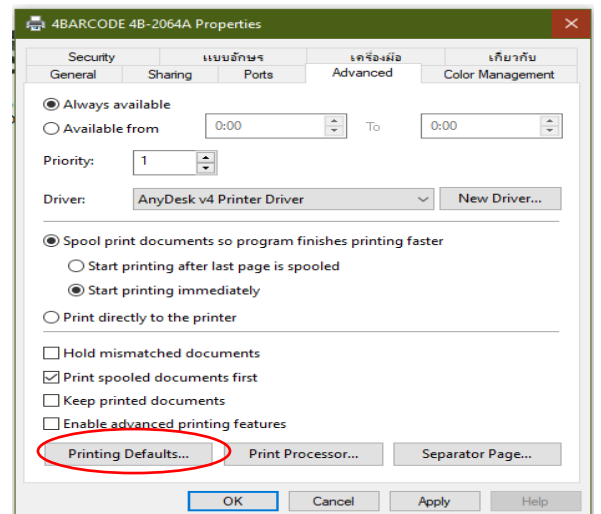 4BARCODE 4B-2064A Properties
Security แบบอักษร เครื่องมือ เกี่ยวกับ
General Sharing Ports Advanced Color Management
Always available
Available from 0:00 To 0:00
Priority: 1
Driver: AnyDesk v4 Printer Driver New Driver...
Spool print documents so program finishes printing faster
Start printing after last page is spooled
Start printing immediately
Print directly to the printer
Hold mismatched documents
Print spooled documents first
Keep printed documents
Enable advanced printing features
Printing Defaults... Print Processor... Separator Page...
OK Cancel Apply Help